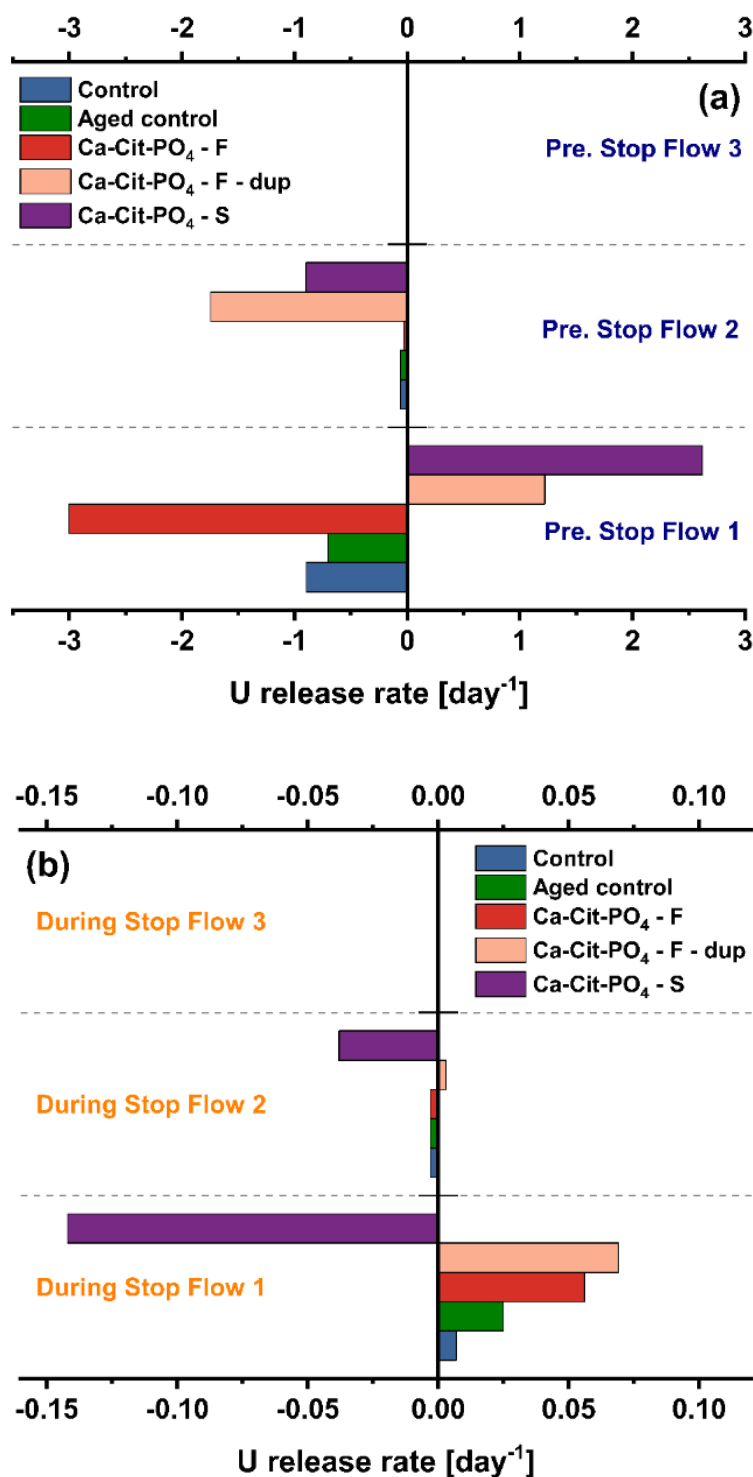 -3 -2 -1 0 1 2 3
(a)
Control
Aged control
Ca-Cit-PO4 - F
Ca-Cit-PO4 - F - dup
Ca-Cit-PO4 - S
Pre. Stop Flow 3
Pre. Stop Flow 2
Pre. Stop Flow 1
-3 -2 -1 0 1 2 3
U release rate [day-1]
-0.15 -0.10 -0.05 0.00 0.05 0.10
(b)
Control
Aged control
Ca-Cit-PO4 - F
Ca-Cit-PO4 - F - dup
Ca-Cit-PO4 - S
During Stop Flow 3
During Stop Flow 2
During Stop Flow 1
-0.15 -0.10 -0.05 0.00 0.05 0.10
U release rate [day-1]